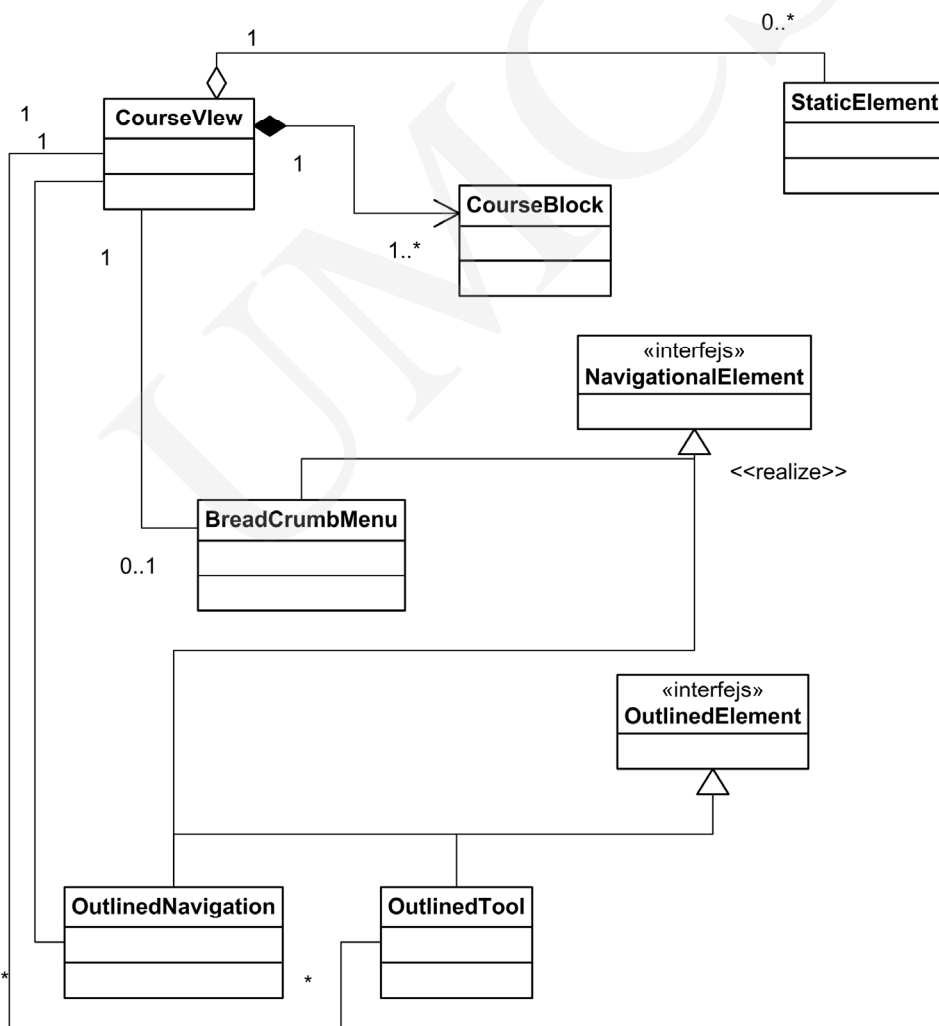 0..*
1
StaticElement
CourseVIew
1
1
1
CourseBlock
1..*
1
«interfejs»
NavigationalElement
<<realize>>
BreadCrumbMenu
0..1
«interfejs»
OutlinedElement
OutlinedNavigation
OutlinedTool
*
*
UMCS